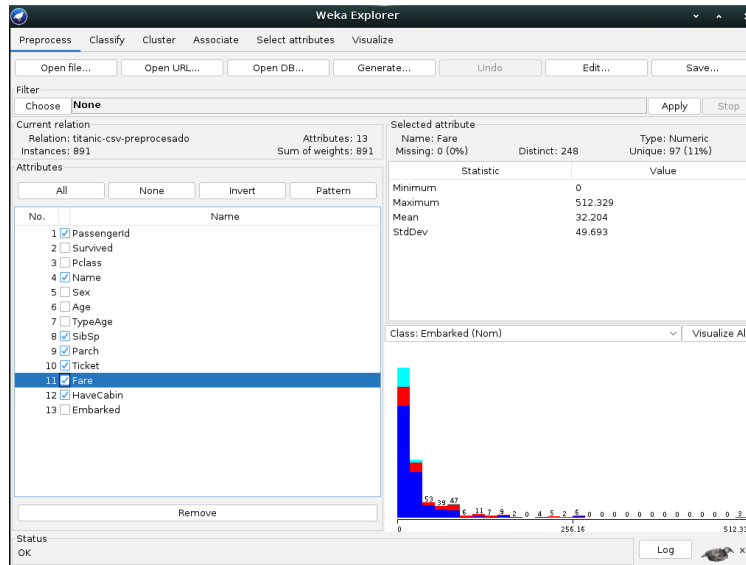 Weka Explorer
Preprocess Classify Cluster Associate Select attributes Visualize
Open file... Open URL... Open DB... Generate... Undo Edit... Save...
Filter
Choose None Apply Stop
Current relation
Relation: titanic-csv-preprocesado Attributes: 13
Instances: 891 Sum of weights: 891
Attributes
All None Invert Pattern
No. Name
1 PassengerId
2 Survived
3 Pclass
4 Name
5 Sex
6 Age
7 TypeAge
8 SibSp
9 Parch
10 Ticket
11 Fare
12 HaveCabin
13 Embarked
Remove
Selected attribute
Name: Fare Type: Numeric
Missing: 0 (0%) Distinct: 248 Unique: 97 (11%)
Statistic Value
Minimum 0
Maximum 512.329
Mean 32.204
StdDev 49.693
Class: Embarked (Nom) Visualize Al
53 39 47 6 11 7 9 2 0 4 5 2 6 0 0 0 0 0 0 0 0 0 0 0 0 3
0 256.16 512.33
Status
OK Log x